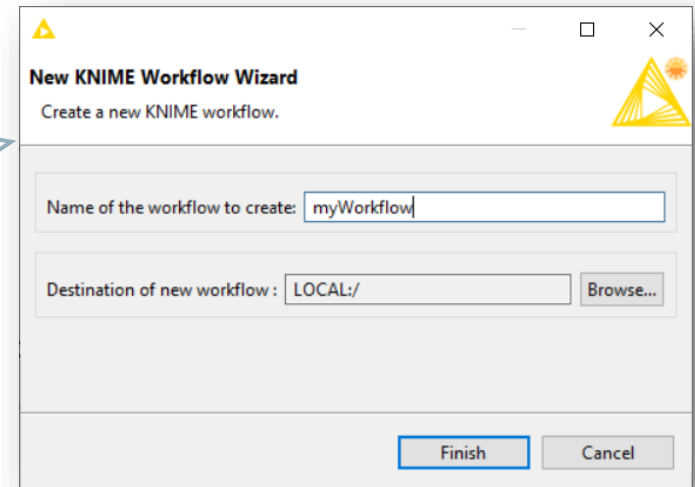 New KNIME Workflow Wizard
Create a new KNIME workflow.
Name of the workflow to create: myWorkflow
Destination of new workflow : LOCAL:/ Browse...
Finish Cancel